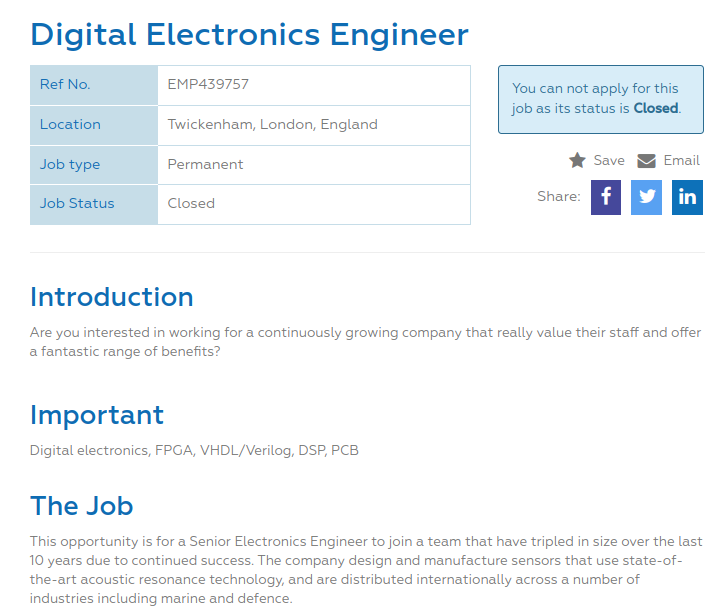 Digital Electronics Engineer
Ref No. EMP439757
Location Twickenham, London, England
Job type Permanent
Job Status Closed
You can not apply for this
job as its status is Closed.
Save Email
Share: f in
Introduction
Are you interested in working for a continuously growing company that really value their staff and offer
a fantastic range of benefits?
Important
Digital electronics, FPGA, VHDL/Verilog, DSP, PCB
The Job
This opportunity is for a Senior Electronics Engineer to join a team that have tripled in size over the last
10 years due to continued success. The company design and manufacture sensors that use state-of-
the-art acoustic resonance technology, and are distributed internationally across a number of
industries including marine and defence.